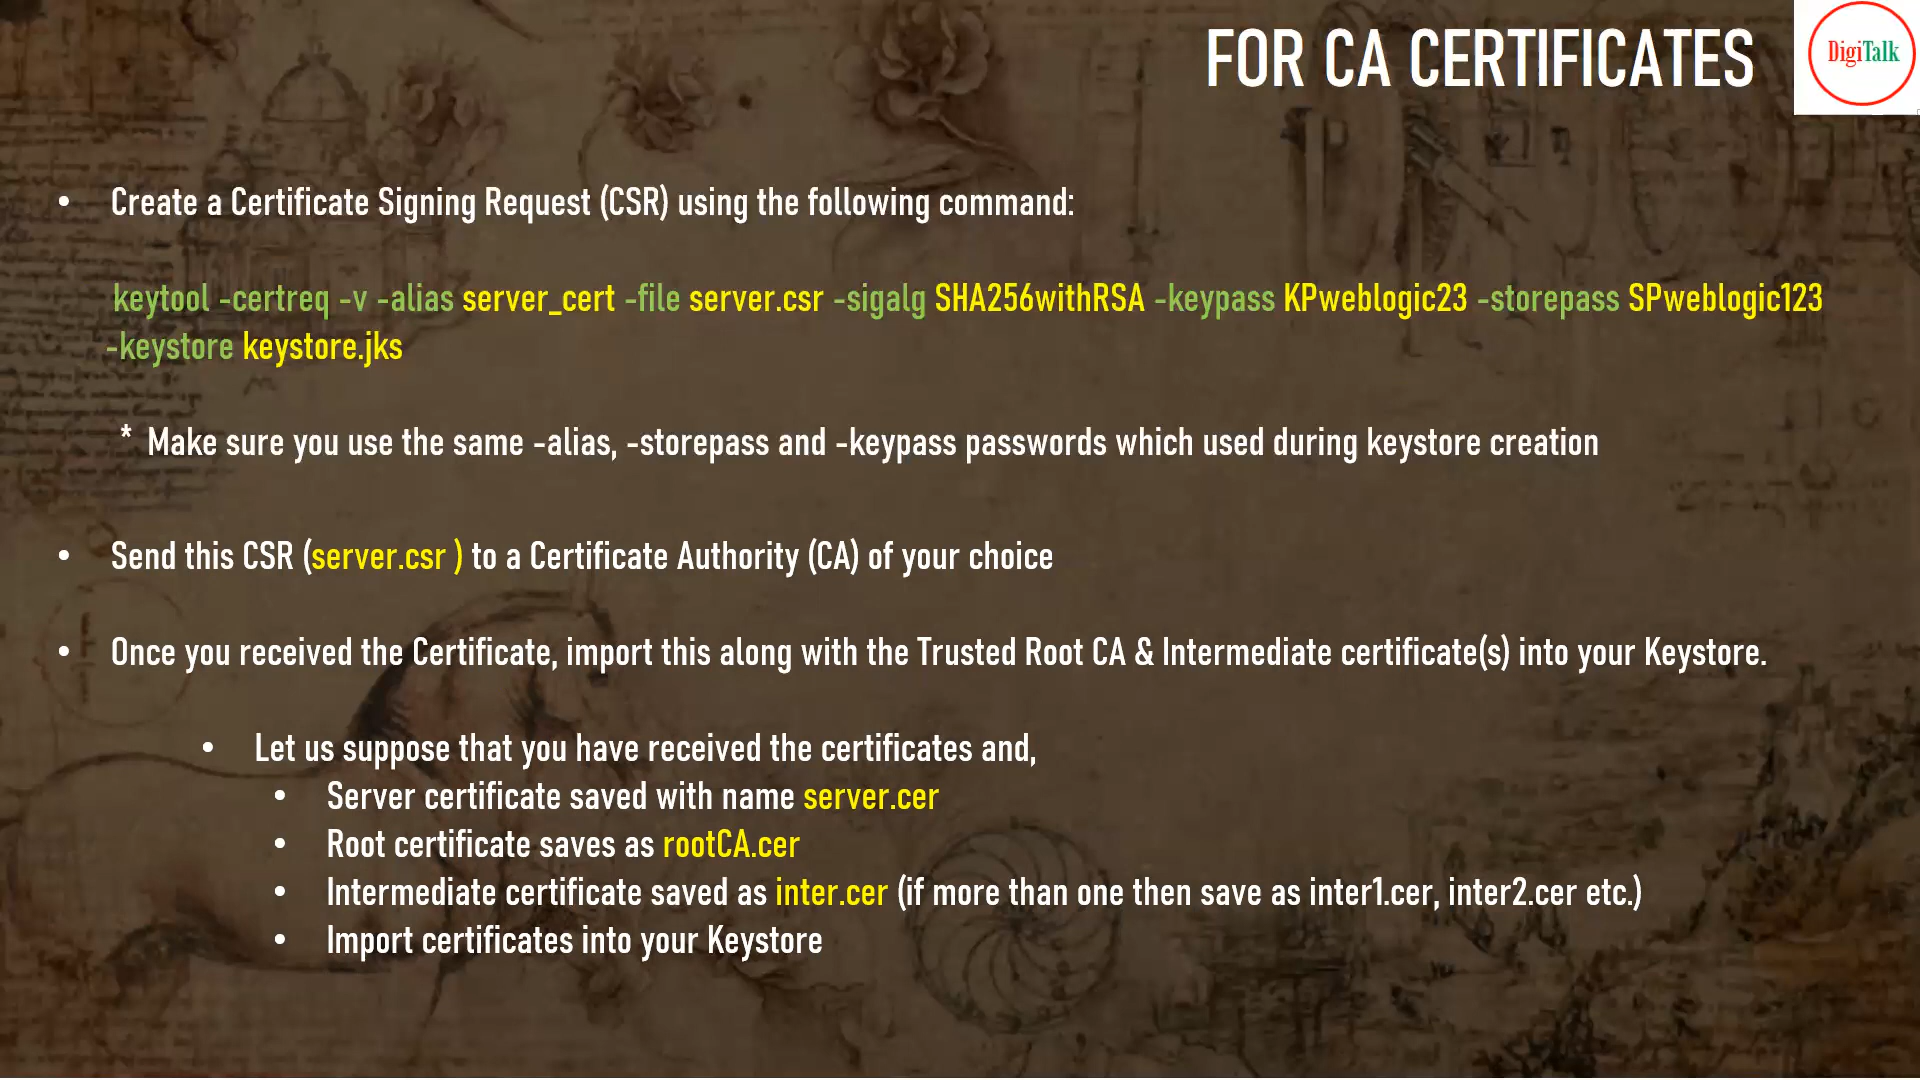 FOR CA CERTIFICATES
DigiTalk
• Create a Certificate Signing Request (CSR) using the following command:
keytool -certreq -v -alias server_cert -file server.csr -sigalg SHA256withRSA -keypass KPweblogic23 -storepass SPweblogic123
-keystore keystore.jks
* Make sure you use the same -alias, -storepass and -keypass passwords which used during keystore creation
• Send this CSR (server.csr ) to a Certificate Authority (CA) of your choice
• Once you received the Certificate, import this along with the Trusted Root CA & Intermediate certificate(s) into your Keystore.
• Let us suppose that you have received the certificates and,
• Server certificate saved with name server.cer
• Root certificate saves as rootCA.cer
• Intermediate certificate saved as inter.cer (if more than one then save as inter1.cer, inter2.cer etc.)
• Import certificates into your Keystore